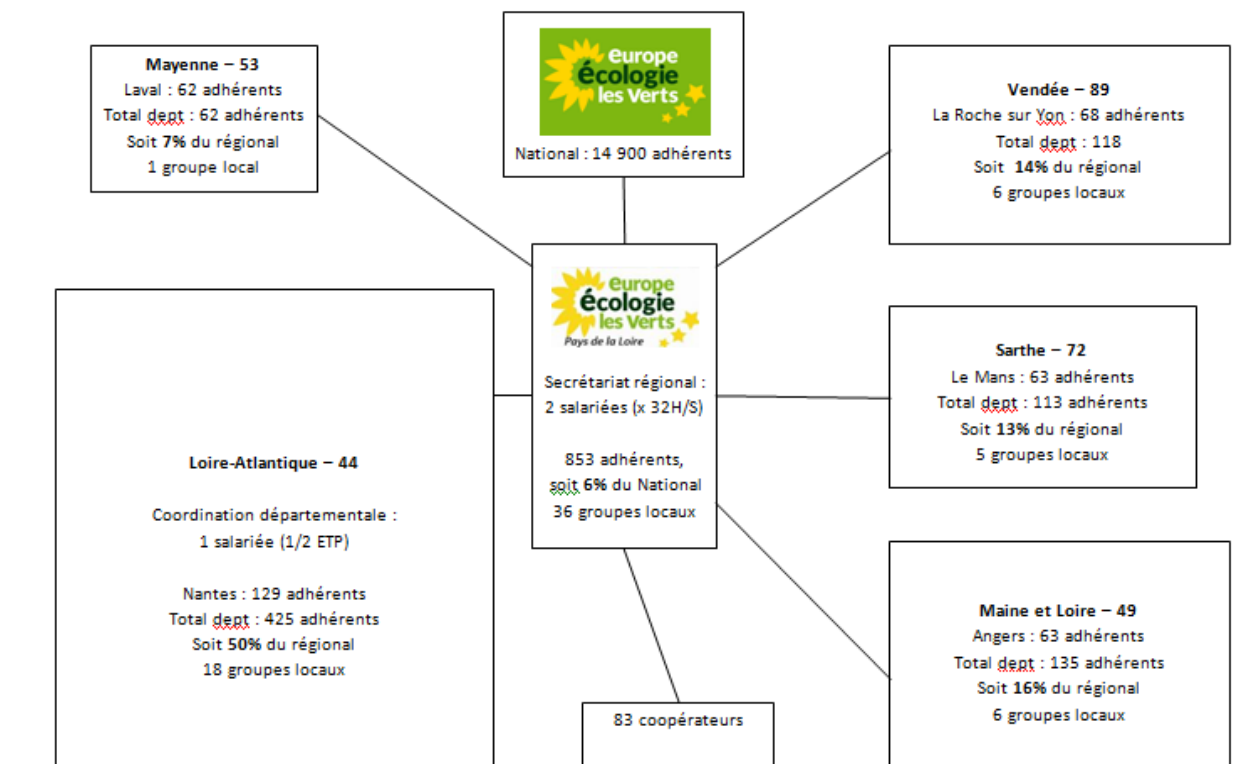 Mayenne – 53
Laval : 62 adhérents
Total dept : 62 adhérents
Soit 7% du régional
1 groupe local
europe
écologie
les Verts
National : 14 900 adhérents
Vendée – 89
La Roche sur Yon : 68 adhérents
Total dept : 118
Soit 14% du régional
6 groupes locaux
europe
écologie
les Verts
Pays de la Loire
Secrétariat régional :
2 salariées (x 32H/S)
853 adhérents,
soit 6% du National
36 groupes locaux
Sarthe – 72
Le Mans : 63 adhérents
Total dept : 113 adhérents
Soit 13% du régional
5 groupes locaux
Loire-Atlantique – 44
Coordination départementale :
1 salariée (1/2 ETP)
Nantes : 129 adhérents
Total dept : 425 adhérents
Soit 50% du régional
18 groupes locaux
Maine et Loire – 49
Angers : 63 adhérents
Total dept : 135 adhérents
Soit 16% du régional
6 groupes locaux
83 coopérateurs